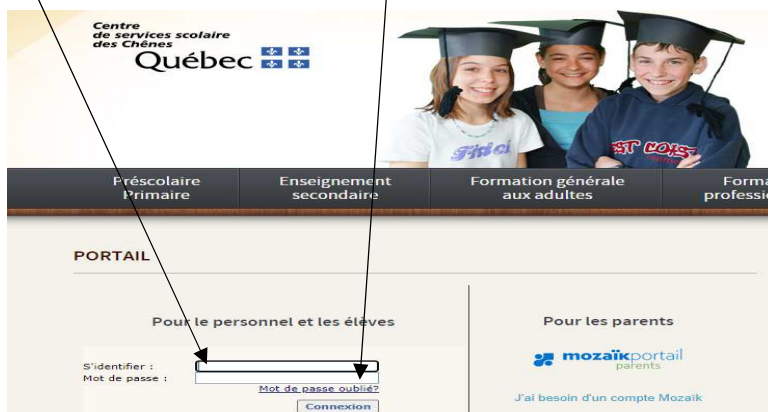 Centre
de services scolaire
des Chênes
Québec
Préscolaire
Primaire
Enseignement
secondaire
Formation générale
aux adultes
Forma
professio
PORTAIL
Pour le personnel et les élèves
S'identifier :
Mot de passe :
Mot de passe oublié?
Connexion
Pour les parents
mozaïkportail
parents
J'ai besoin d'un compte Mozaïk